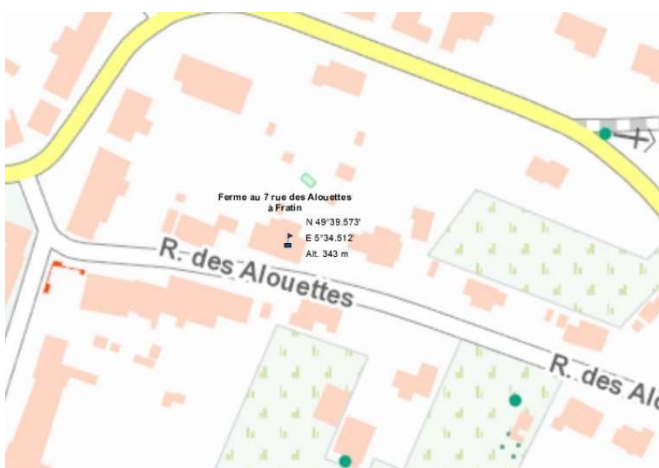 Ferme au 7 rue des Alouettes
à Fratin
N 49°39.573'
E 5°34.512'
Alt. 343 m
R. des Alouettes
R. des Alo